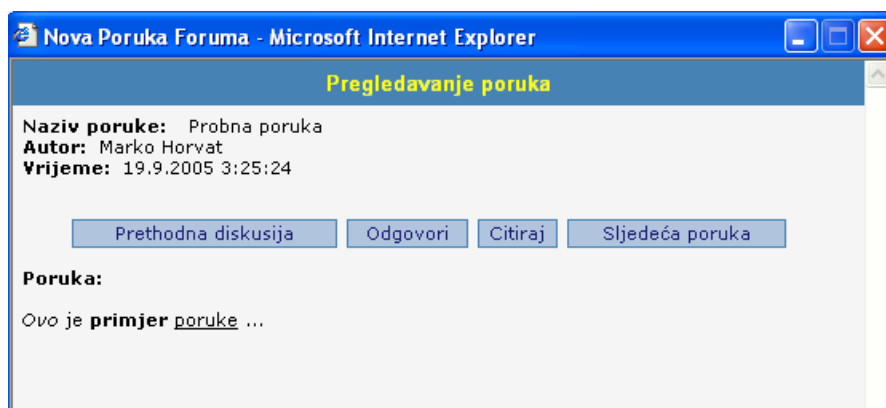 Nova Poruka Foruma - Microsoft Internet Explorer
Pregledavanje poruka
Naziv poruke: Probna poruka
Autor: Marko Horvat
Vrijeme: 19.9.2005 3:25:24
Prethodna diskusija Odgovori Citiraj Sljedeća poruka
Poruka:
Ovo je primjer poruke ...